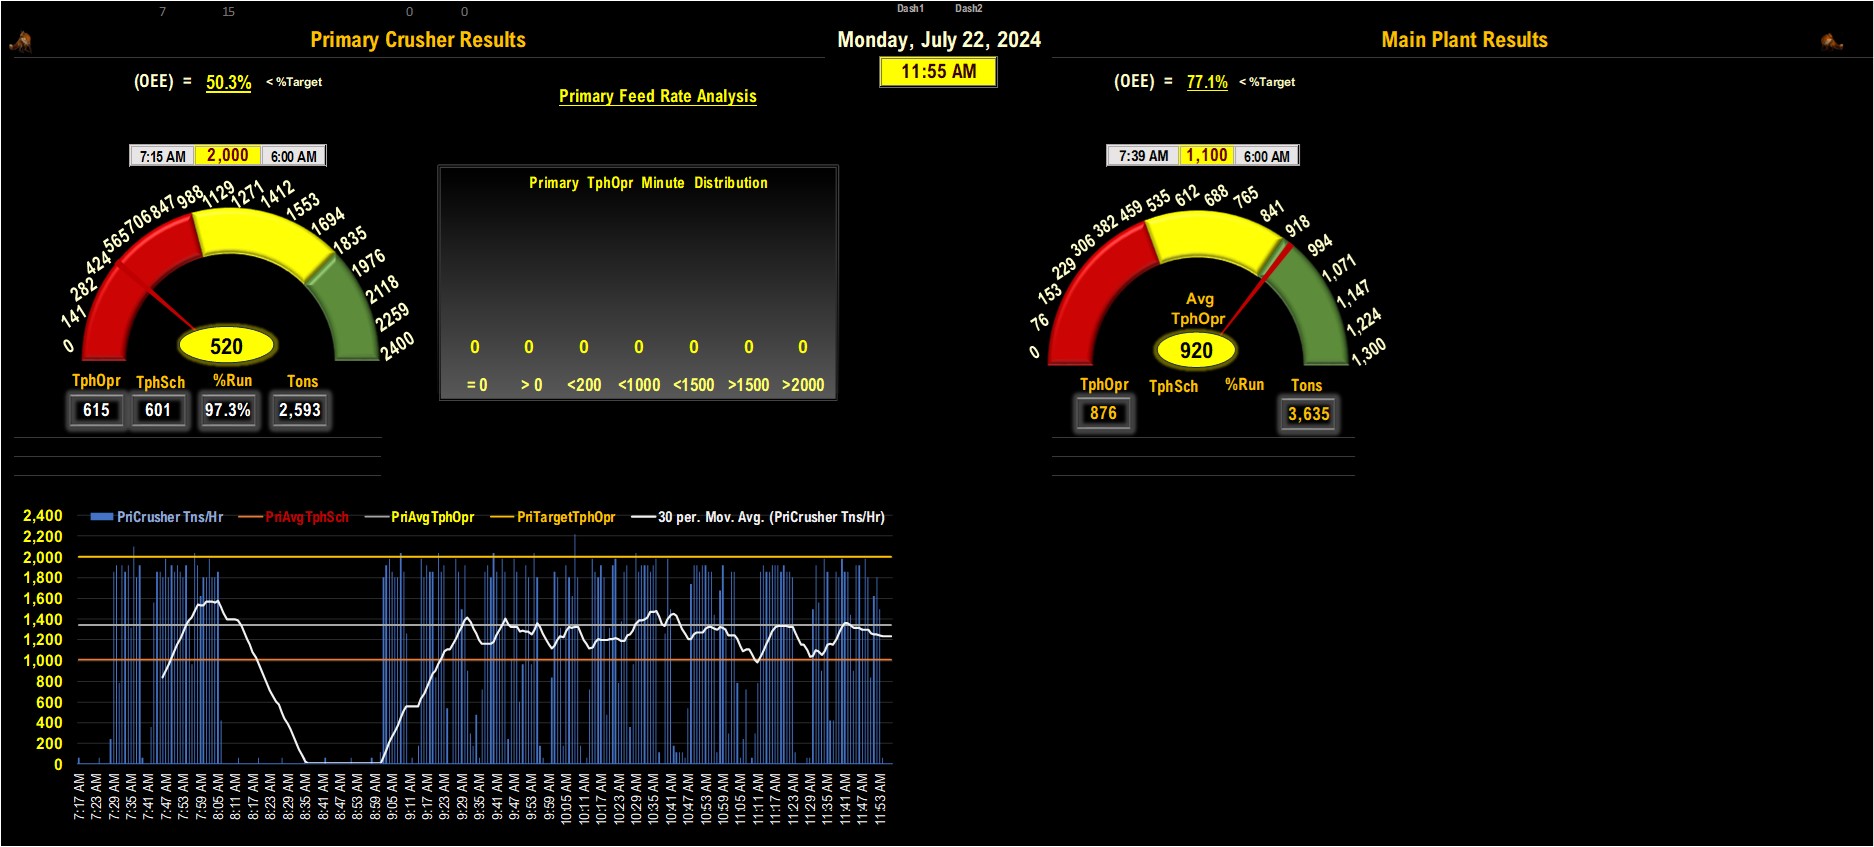 7 15 0 0 Dash1 Dash2
Primary Crusher Results
Monday, July 22, 2024
Main Plant Results
11:55 AM
(OEE) = 50.3% < %Target
Primary Feed Rate Analysis
(OEE) = 77.1% < %Target
7:15 AM 2,000 6:00 AM
0 141 282 424 565 706 847 988 1129 1271 1412 1553 1694 1835 1976 2118 2259 2400
520
TphOpr TphSch %Run Tons
615 601 97.3% 2,593
Primary TphOpr Minute Distribution
0 0 0 0 0 0 0
= 0 > 0 <200 <1000 <1500 >1500 >2000
7:39 AM 1,100 6:00 AM
0 76 153 229 306 382 459 535 612 688 765 841 918 994 1,071 1,147 1,224 1,300
Avg
TphOpr
920
TphOpr TphSch %Run Tons
876 3,635
PriCrusher Tns/Hr PriAvgTphSch PriAvgTphOpr PriTargetTphOpr 30 per. Mov. Avg. (PriCrusher Tns/Hr)
2,400
2,200
2,000
1,800
1,600
1,400
1,200
1,000
800
600
400
200
0
7:17 AM 7:23 AM 7:29 AM 7:35 AM 7:41 AM 7:47 AM 7:53 AM 7:59 AM 8:05 AM 8:11 AM 8:17 AM 8:23 AM 8:29 AM 8:35 AM 8:41 AM 8:47 AM 8:53 AM 8:59 AM 9:05 AM 9:11 AM 9:17 AM 9:23 AM 9:29 AM 9:35 AM 9:41 AM 9:47 AM 9:53 AM 9:59 AM 10:05 AM 10:11 AM 10:17 AM 10:23 AM 10:29 AM 10:35 AM 10:41 AM 10:47 AM 10:53 AM 10:59 AM 11:05 AM 11:11 AM 11:17 AM 11:23 AM 11:29 AM 11:35 AM 11:41 AM 11:47 AM 11:53 AM